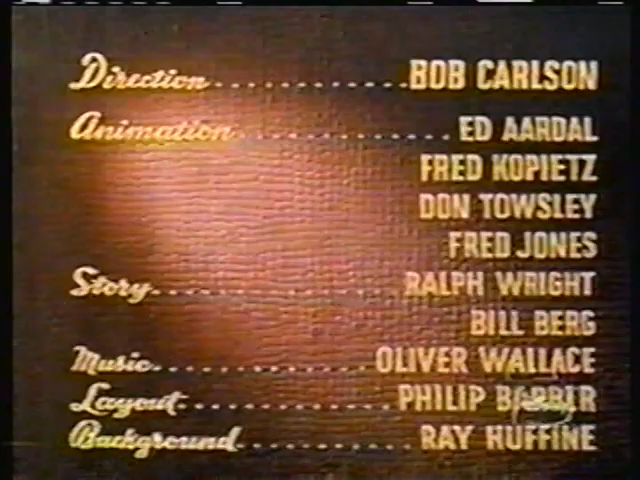 Direction............BOB CARLSON
Animation..............ED AARDAL
FRED KOPIETZ
DON TOWSLEY
FRED JONES
Story................RALPH WRIGHT
BILL BERG
Music..............OLIVER WALLACE
Layout..............PHILIP BARBER
Background...........RAY HUFFINE